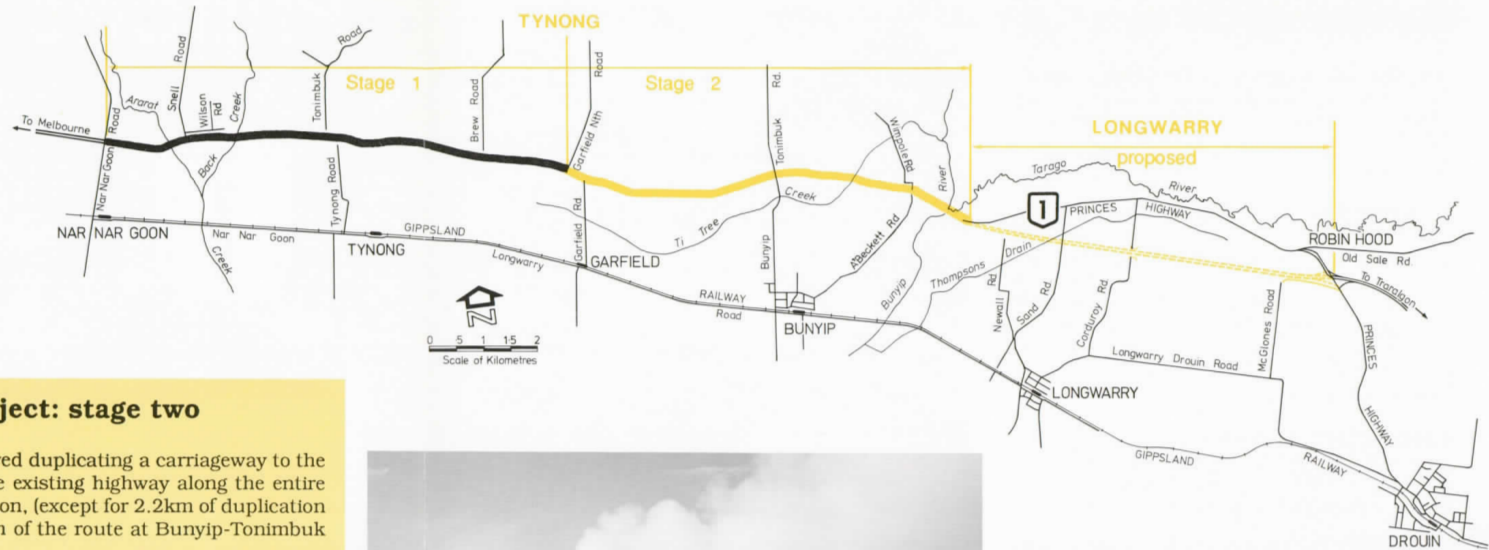 TYNONG
Stage 1
Stage 2
LONGWARRY
proposed
To Melbourne
Nar Nar Goon Road
Ararat
Creek
Snell Road
Wilson
Rd
Back Creek
Tonimbuk Road
Tynong Road
Brew Road
Garfield Nth Road
Garfield Rd
Tonimbuk Rd.
Bunyip
Ti Tree Creek
Wimpole Rd
A'Beckett Rd
Bunyip River
Tarago River
1
PRINCES HIGHWAY
Thompsons Drain
Newall Rd
Sand Rd.
Corduroy Rd.
McGlones Road
Longwarry Drouin Road
ROBIN HOOD
Old Sale Rd.
To Traralgon
PRINCES HIGHWAY
NAR NAR GOON
Nar Nar Goon Longwarry Road
TYNONG
GIPPSLAND RAILWAY
GARFIELD
BUNYIP
LONGWARRY
GIPPSLAND RAILWAY
DROUIN
N
0 .5 1 1·5 2
Scale of Kilometres
ject: stage two
ed duplicating a carriageway to the
e existing highway along the entire
on, (except for 2.2km of duplication
n of the route at Bunyip-Tonimbuk